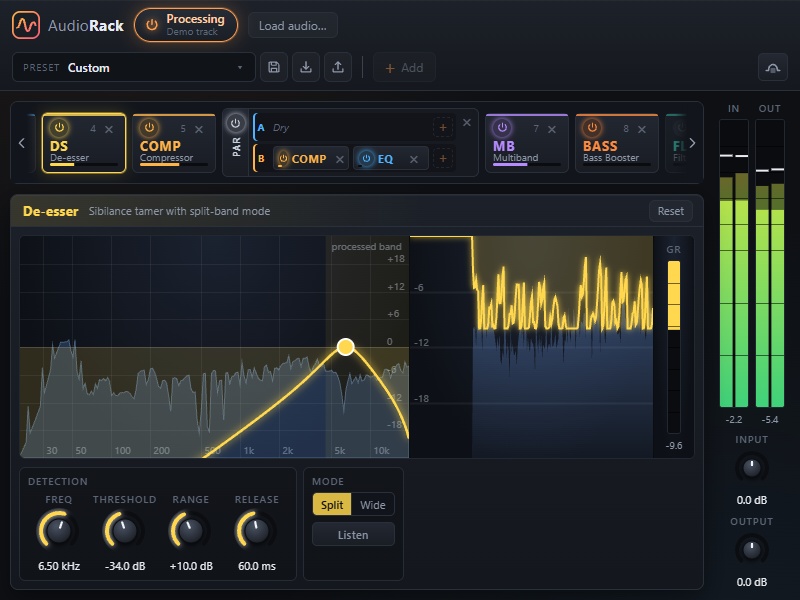 AudioRack
Processing
Demo track
Load audio...
PRESET Custom
+ Add
4
DS
De-esser
5
COMP
Compressor
PAR
A Dry
B COMP EQ
7
MB
Multiband
8
BASS
Bass Booster
IN OUT
De-esser Sibilance tamer with split-band mode
Reset
processed band
+18
+12
+6
0
-6
-12
-18
30 50 100 200 500 1k 2k 5k 10k
-6
-12
-18
GR
-9.6
-2.2 -5.4
INPUT
0.0 dB
OUTPUT
0.0 dB
DETECTION
FREQ THRESHOLD RANGE RELEASE
6.50 kHz -34.0 dB +10.0 dB 60.0 ms
MODE
Split Wide
Listen